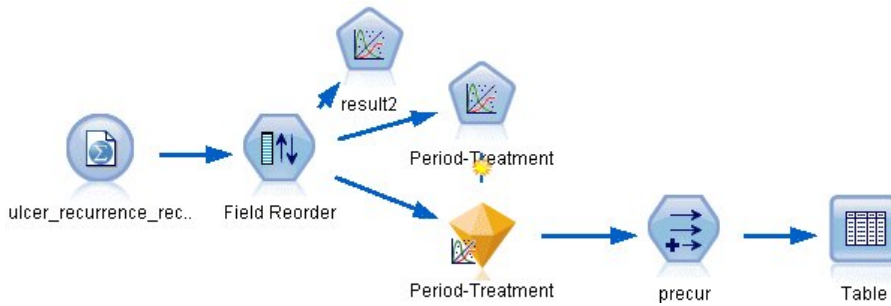 result2
Period-Treatment
ulcer_recurrence_rec..
Field Reorder
Period-Treatment
precur
Table